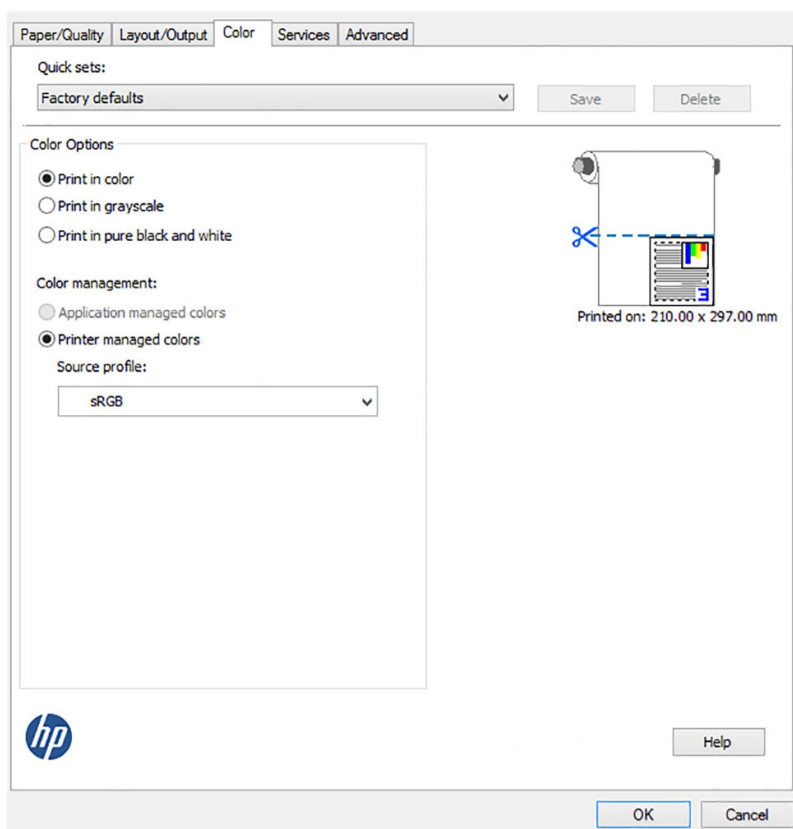 Paper/Quality Layout/Output Color Services Advanced
Quick sets:
Factory defaults Save Delete
Color Options
Print in color
Print in grayscale
Print in pure black and white
Color management:
Application managed colors
Printer managed colors
Source profile:
sRGB
Printed on: 210.00 x 297.00 mm
hp
Help
OK Cancel